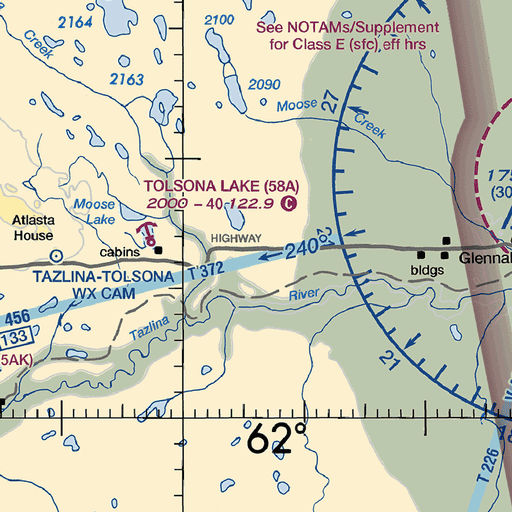 2164
2100
See NOTAMs/Supplement
for Class E (sfc) eff hrs
Creek
2163
2090
27
Moose
Creek
175
(30
TOLSONA LAKE (58A)
2000 - 40 122.9 C
Moose
Lake
Atlasta
House
cabins
HIGHWAY
24
240°
bldgs
Glennal
TAZLINA-TOLSONA
WX CAM
T 372
River
456
133
Tazlina
5AK)
21
62°
T 226